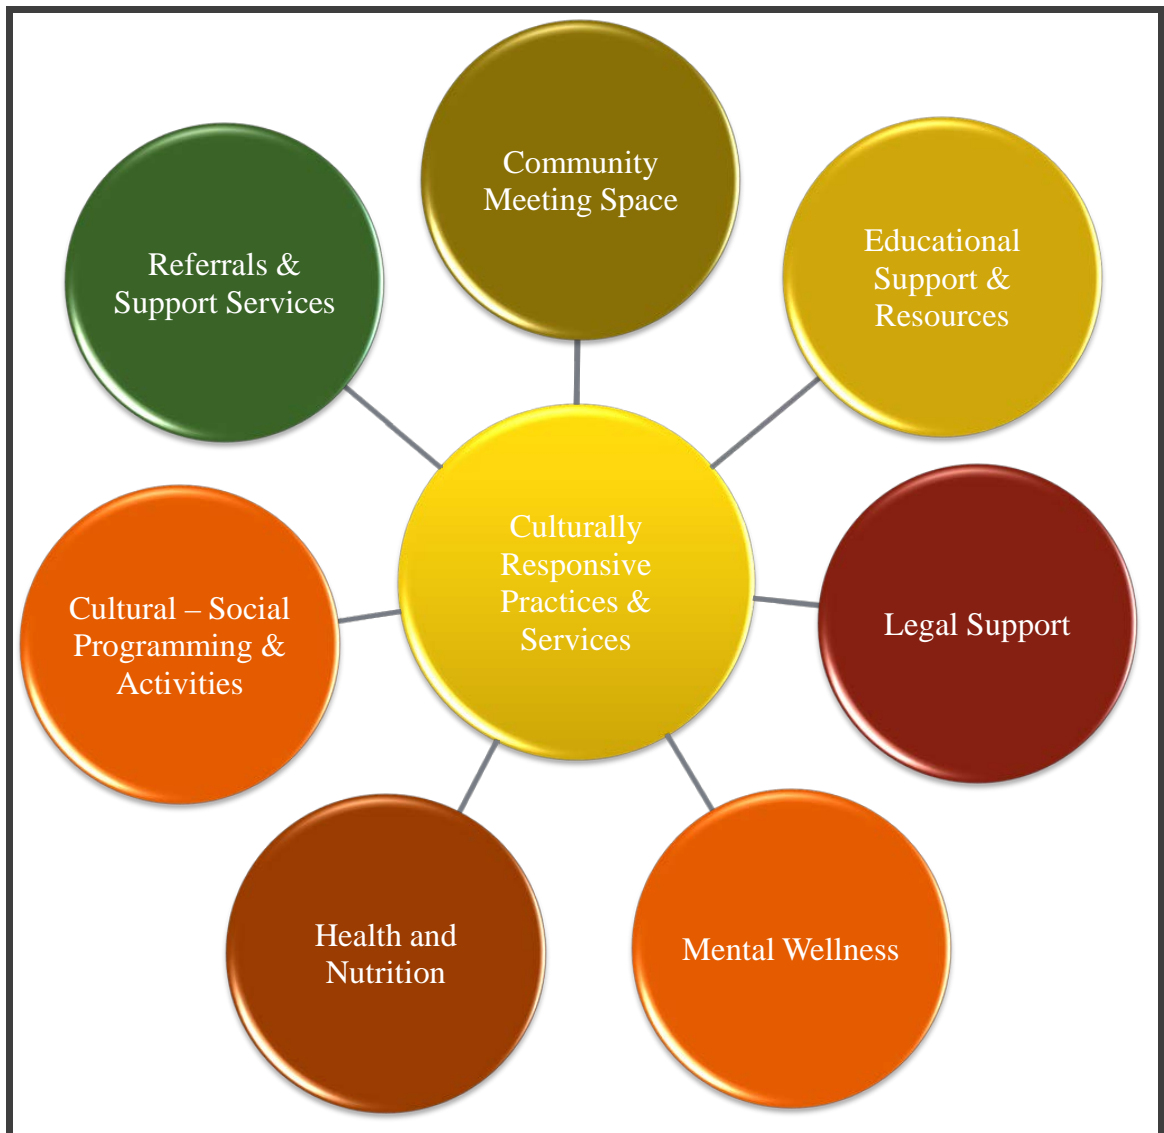 Community
Meeting Space
Educational
Support &
Resources
Referrals &
Support Services
Culturally
Responsive
Practices &
Services
Legal Support
Cultural – Social
Programming &
Activities
Health and
Nutrition
Mental Wellness